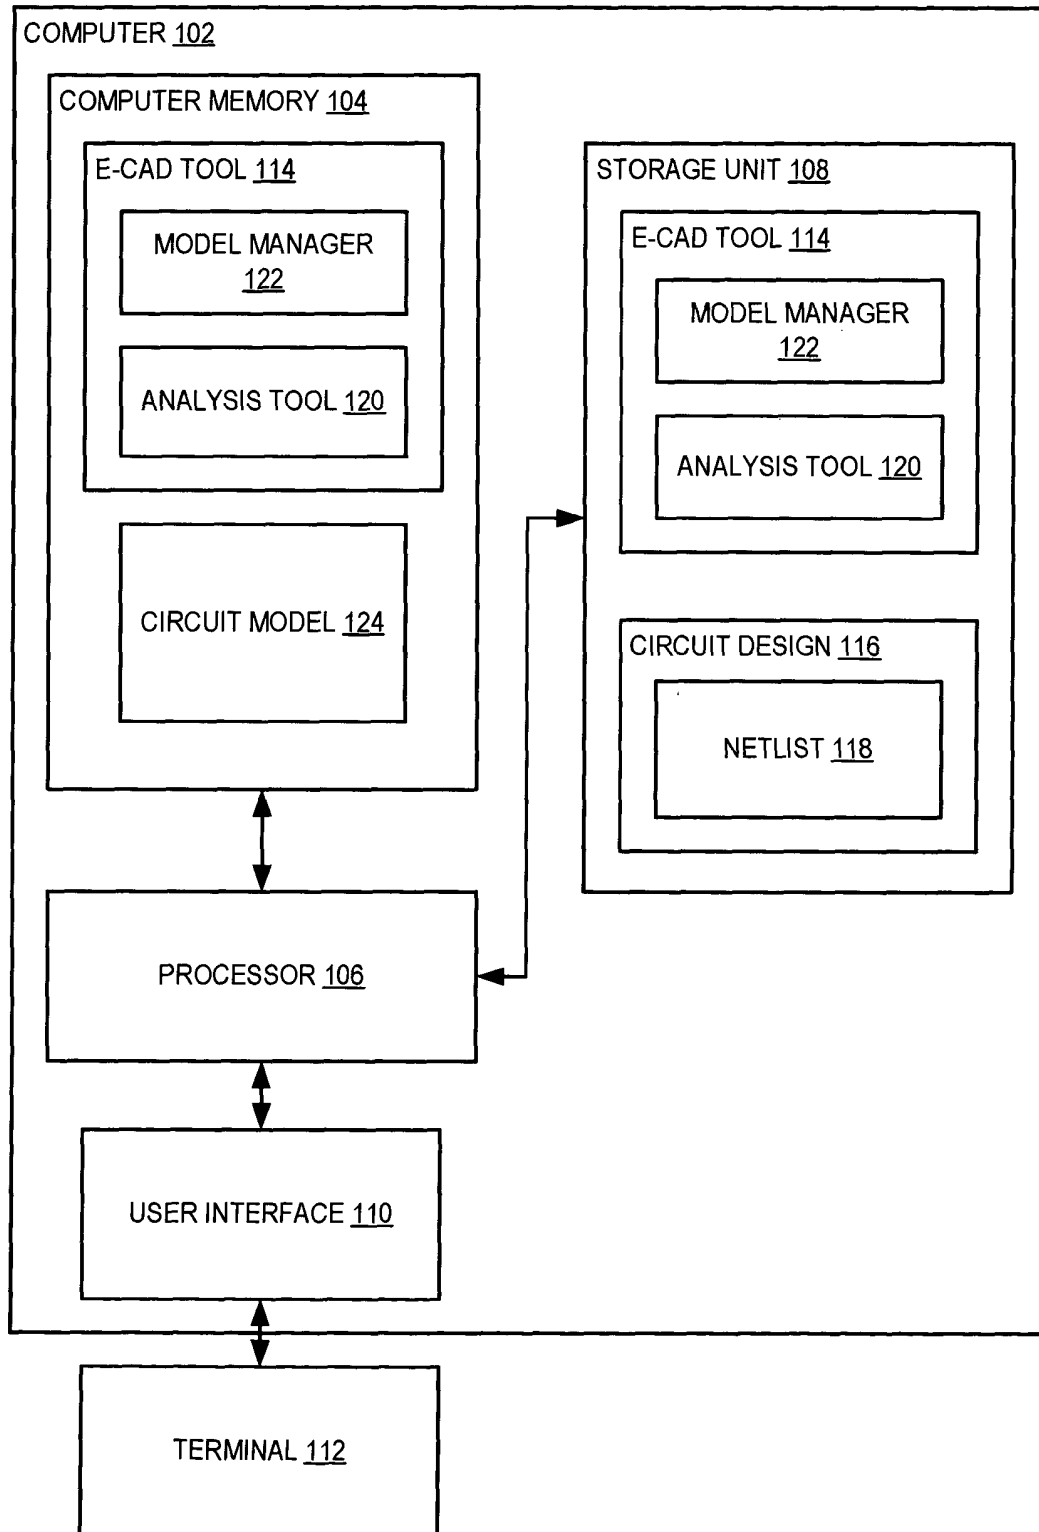 COMPUTER 102
COMPUTER MEMORY 104
E-CAD TOOL 114
MODEL MANAGER
122
ANALYSIS TOOL 120
CIRCUIT MODEL 124
STORAGE UNIT 108
E-CAD TOOL 114
MODEL MANAGER
122
ANALYSIS TOOL 120
CIRCUIT DESIGN 116
NETLIST 118
PROCESSOR 106
USER INTERFACE 110
TERMINAL 112